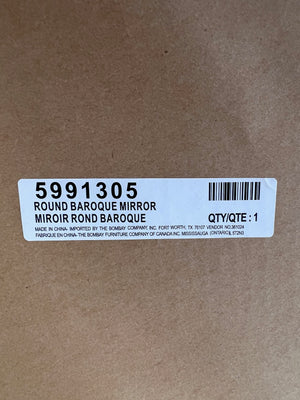 5991305
ROUND BAROQUE MIRROR
MIROIR ROND BAROQUE QTY/QTE : 1
MADE IN CHINA- IMPORTED BY THE BOMBAY COMPANY, INC. FORT WORTH, TX 76107 VENDOR NO.381024
FABRIQUE EN CHINA-THE BOMBAY FURNITURE COMPANY OF CANADA INC. MISSISSAUGA (ONTARIO)L5T2N3